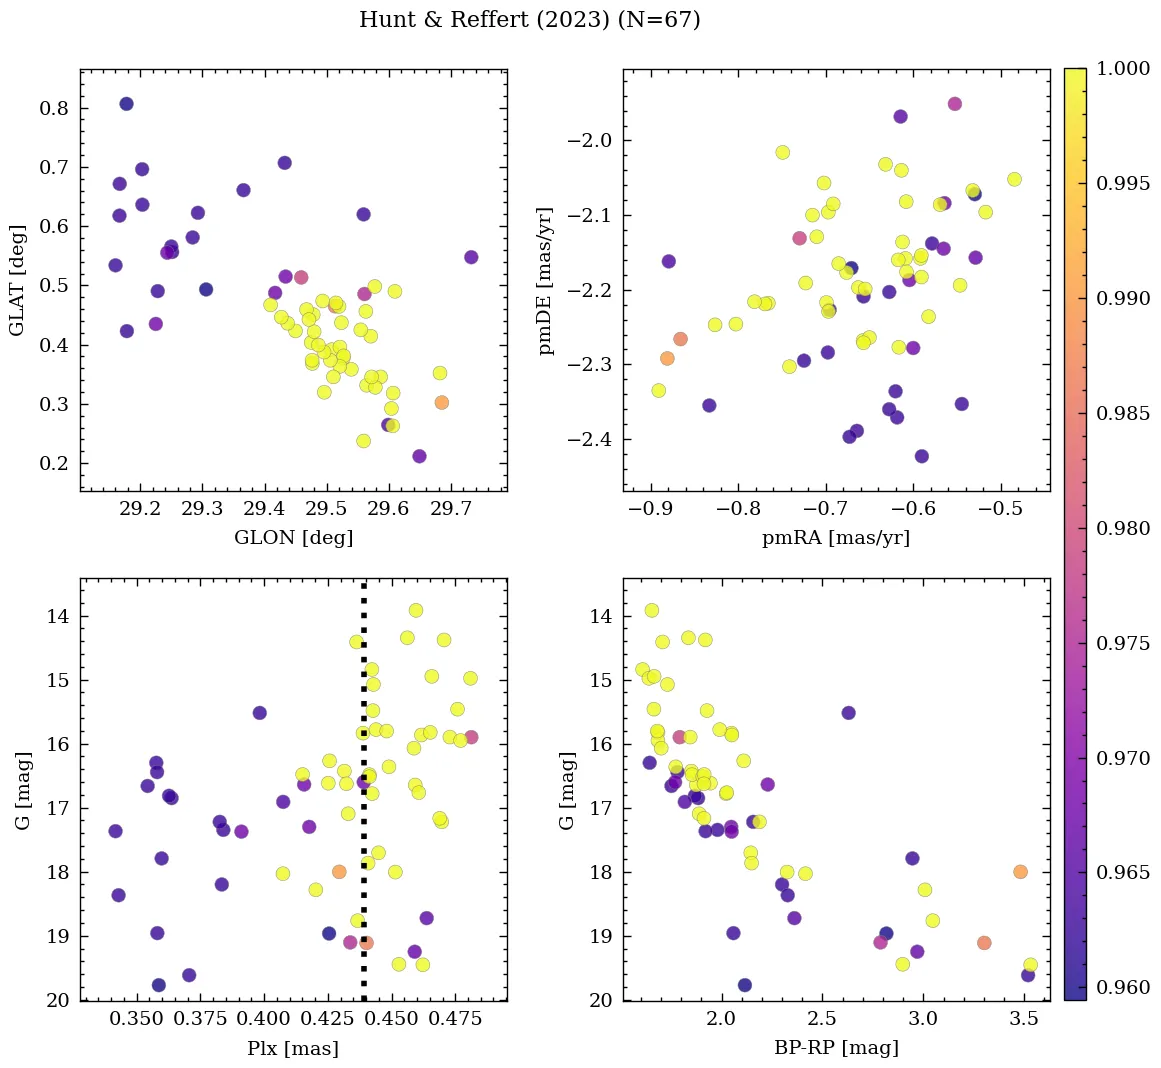 Hunt & Reffert (2023) (N=67)
0.8
0.7
0.6
0.5
0.4
0.3
0.2
GLAT [deg]
29.2 29.3 29.4 29.5 29.6 29.7
GLON [deg]
−2.0
−2.1
−2.2
−2.3
−2.4
pmDE [mas/yr]
−0.9 −0.8 −0.7 −0.6 −0.5
pmRA [mas/yr]
14
15
16
17
18
19
20
G [mag]
0.350 0.375 0.400 0.425 0.450 0.475
Plx [mas]
14
15
16
17
18
19
20
G [mag]
2.0 2.5 3.0 3.5
BP-RP [mag]
1.000
0.995
0.990
0.985
0.980
0.975
0.970
0.965
0.960